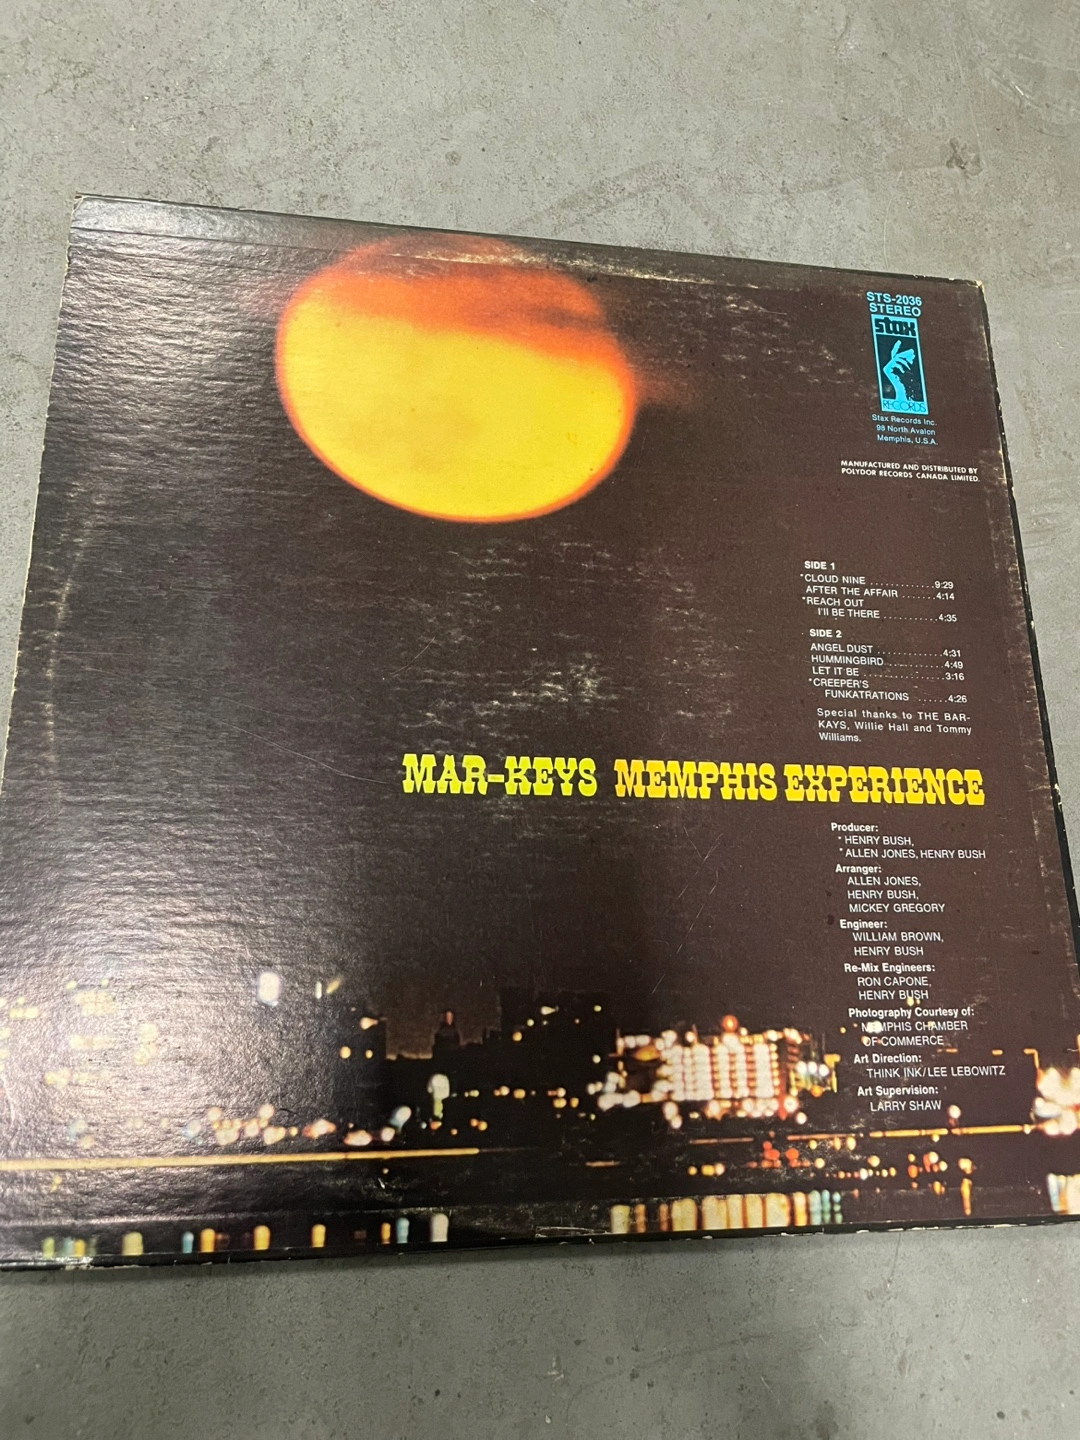 STS-2036
STEREO
stax
RECORDS
Stax Records Inc.
98 North Avalon
Memphis, U.S.A.
MANUFACTURED AND DISTRIBUTED BY
POLYDOR RECORDS CANADA LIMITED.
SIDE 1
*CLOUD NINE ............9:29
AFTER THE AFFAIR .......4:14
*REACH OUT
I'll BE THERE ...........4:35
SIDE 2
ANGEL DUST .............4:31
HUMMINGBIRD ...........4:49
LET IT BE ................3:16
*CREEPER'S
FUNKATRATIONS ......4:26
Special thanks to THE BAR-
KAYS, Willie Hall and Tommy
Williams.
MAR-KEYS MEMPHIS EXPERIENCE
Producer:
* HENRY BUSH,
* ALLEN JONES, HENRY BUSH
Arranger:
ALLEN JONES,
HENRY BUSH,
MICKEY GREGORY
Engineer:
WILLIAM BROWN,
HENRY BUSH
Re-Mix Engineers:
RON CAPONE,
HENRY BUSH
Photography Courtesy of:
MEMPHIS CHAMBER
OF COMMERCE
Art Direction:
THINK INK/LEE LEBOWITZ
Art Supervision:
LARRY SHAW